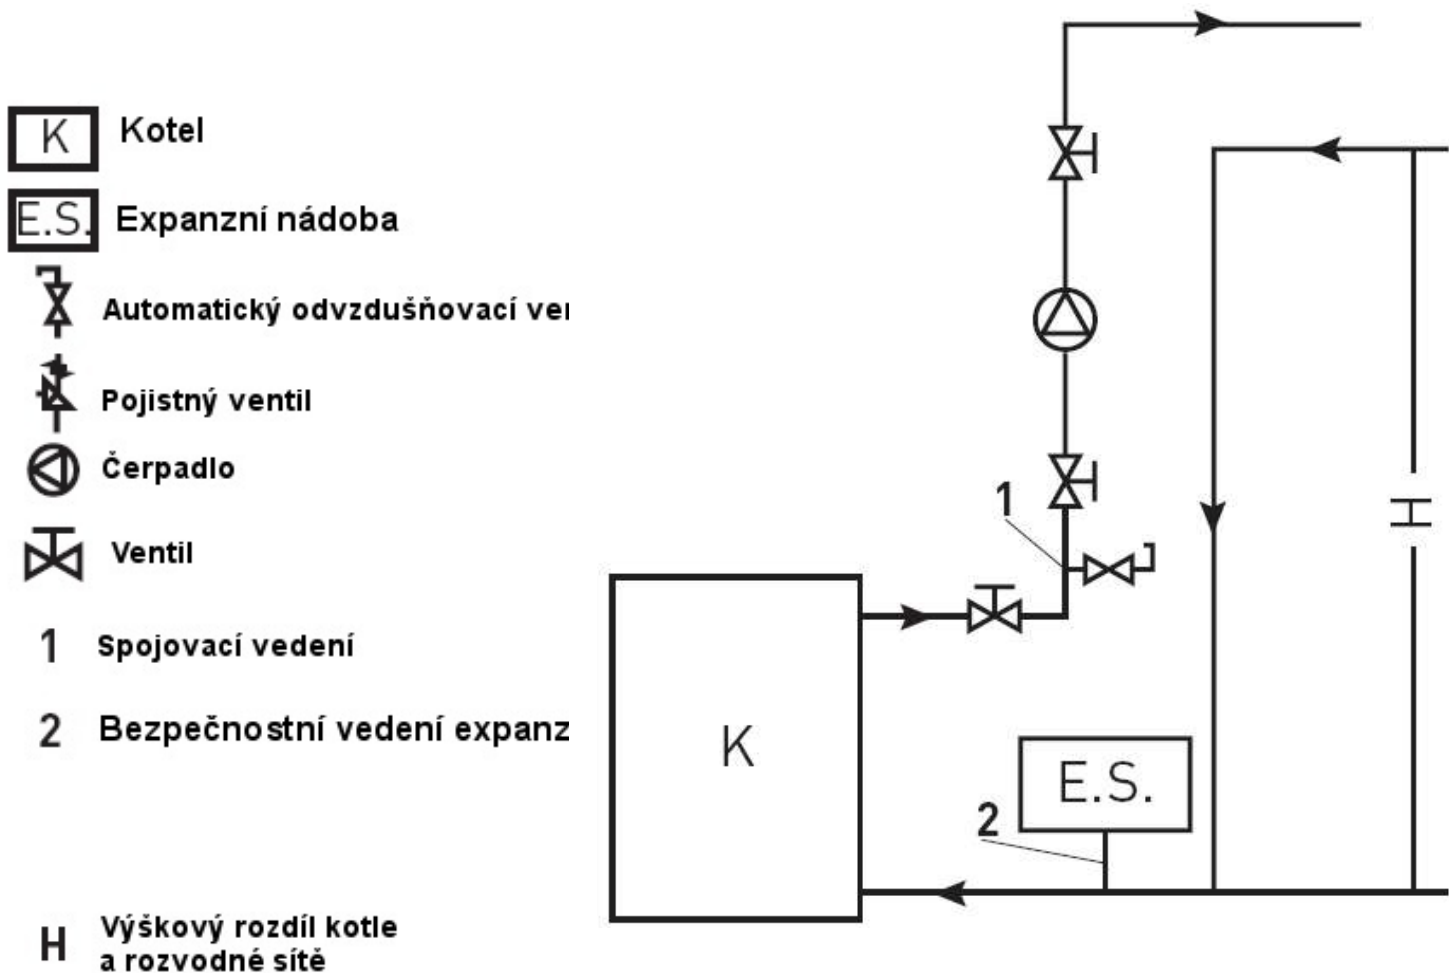 K Kotel
E.S. Expanzní nádoba
Automatický odvzdušňovací ven
Pojistný ventil
Čerpadlo
Ventil
1 Spojovací vedení
2 Bezpečnostní vedení expanz
H Výškový rozdíl kotle
a rozvodné sítě
1
H
K
E.S.
2